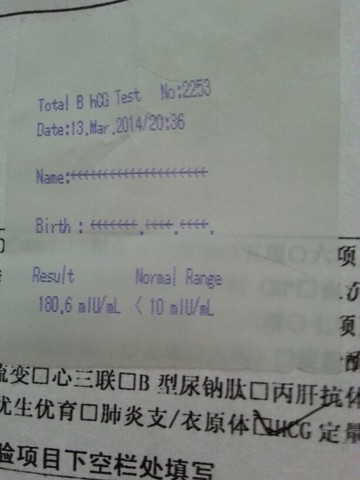 Total B hCG Test No:2253
Date:13.Mar.2014/20:36
Name:<<<<<<<<<<<<<<<<<<<<
Birth : <<<<<<<.<<<<.<<<<.
Result Normal Range
180.6 mIU/mL < 10 mIU/mL
项
页
流变□心三联□B 型尿钠肽□丙肝抗体
优生优育□肺炎支/衣原体□HCG 定量
验项目下空栏处填写